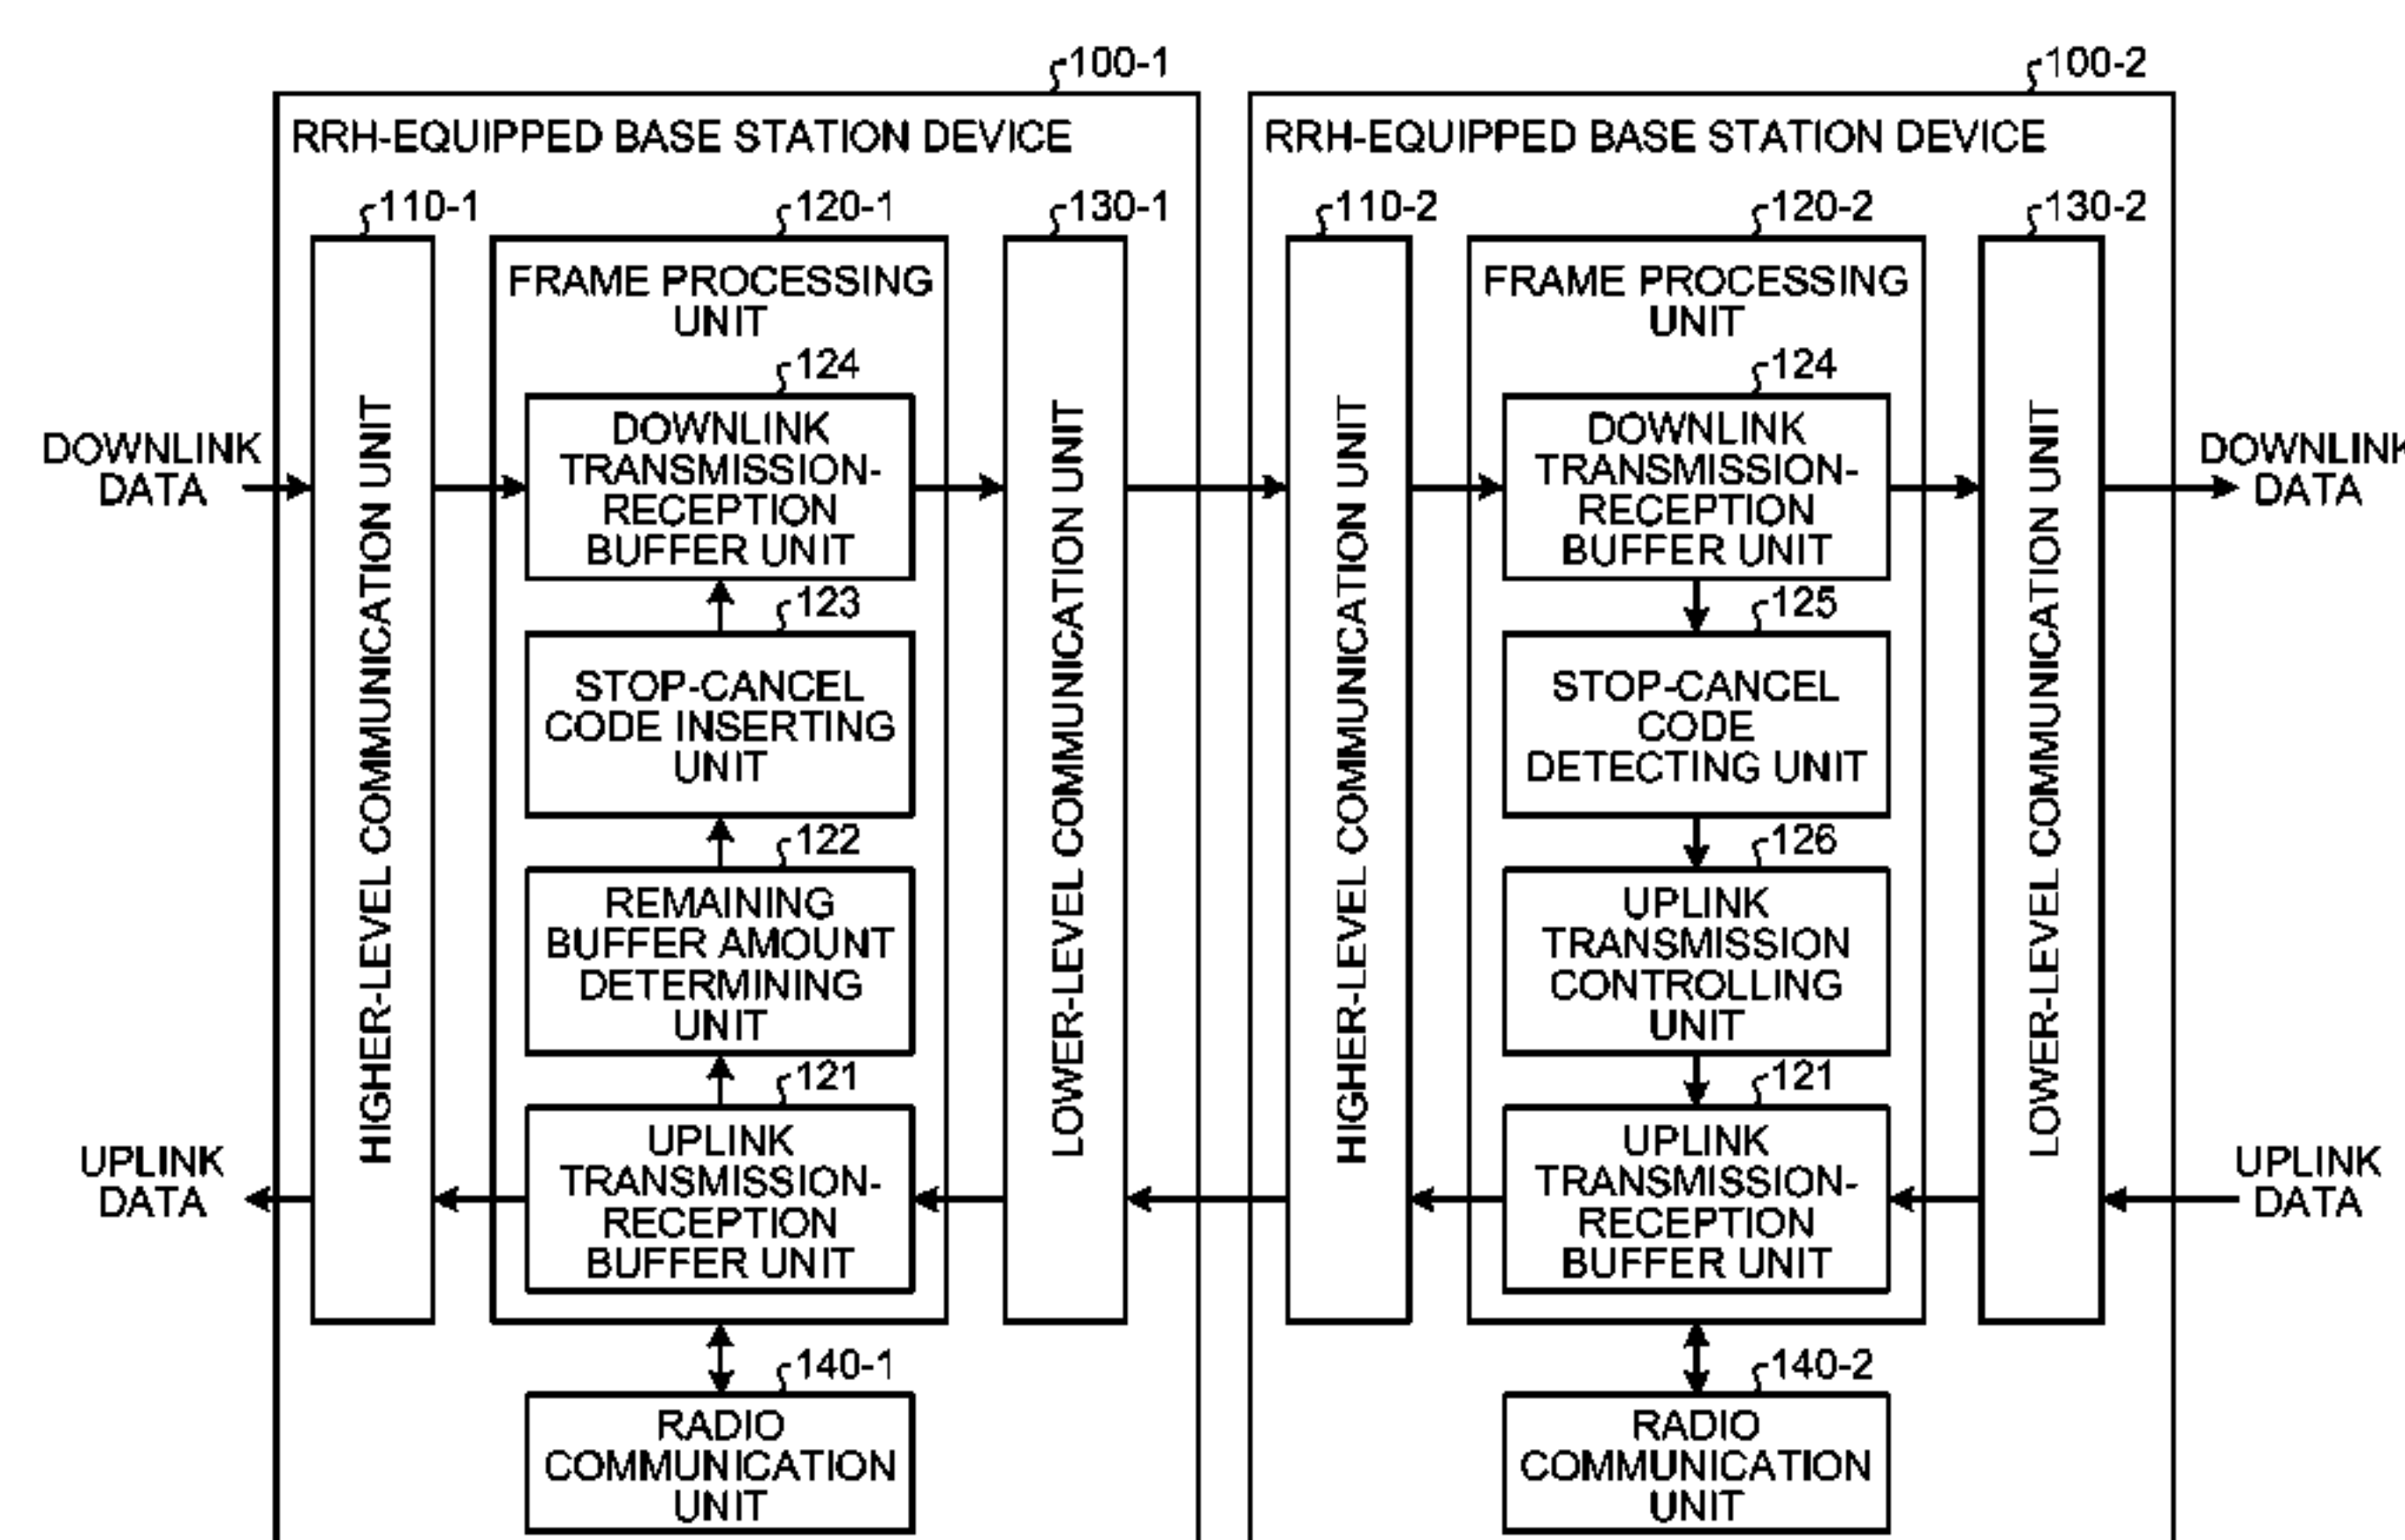 100-1
100-2
RRH-EQUIPPED BASE STATION DEVICE
RRH-EQUIPPED BASE STATION DEVICE
110-1
120-1
130-1
110-2
120-2
130-2
FRAME PROCESSING
UNIT
FRAME PROCESSING
UNIT
124
124
DOWNLINK
DATA
HIGHER-LEVEL COMMUNICATION UNIT
DOWNLINK
TRANSMISSION-
RECEPTION
BUFFER UNIT
LOWER-LEVEL COMMUNICATION UNIT
HIGHER-LEVEL COMMUNICATION UNIT
DOWNLINK
TRANSMISSION-
RECEPTION
BUFFER UNIT
LOWER-LEVEL COMMUNICATION UNIT
DOWNLINK
DATA
123
125
STOP-CANCEL
CODE INSERTING
UNIT
STOP-CANCEL
CODE
DETECTING UNIT
122
126
REMAINING
BUFFER AMOUNT
DETERMINING
UNIT
UPLINK
TRANSMISSION
CONTROLLING
UNIT
121
121
UPLINK
DATA
UPLINK
TRANSMISSION-
RECEPTION
BUFFER UNIT
UPLINK
TRANSMISSION-
RECEPTION
BUFFER UNIT
UPLINK
DATA
140-1
140-2
RADIO
COMMUNICATION
UNIT
RADIO
COMMUNICATION
UNIT